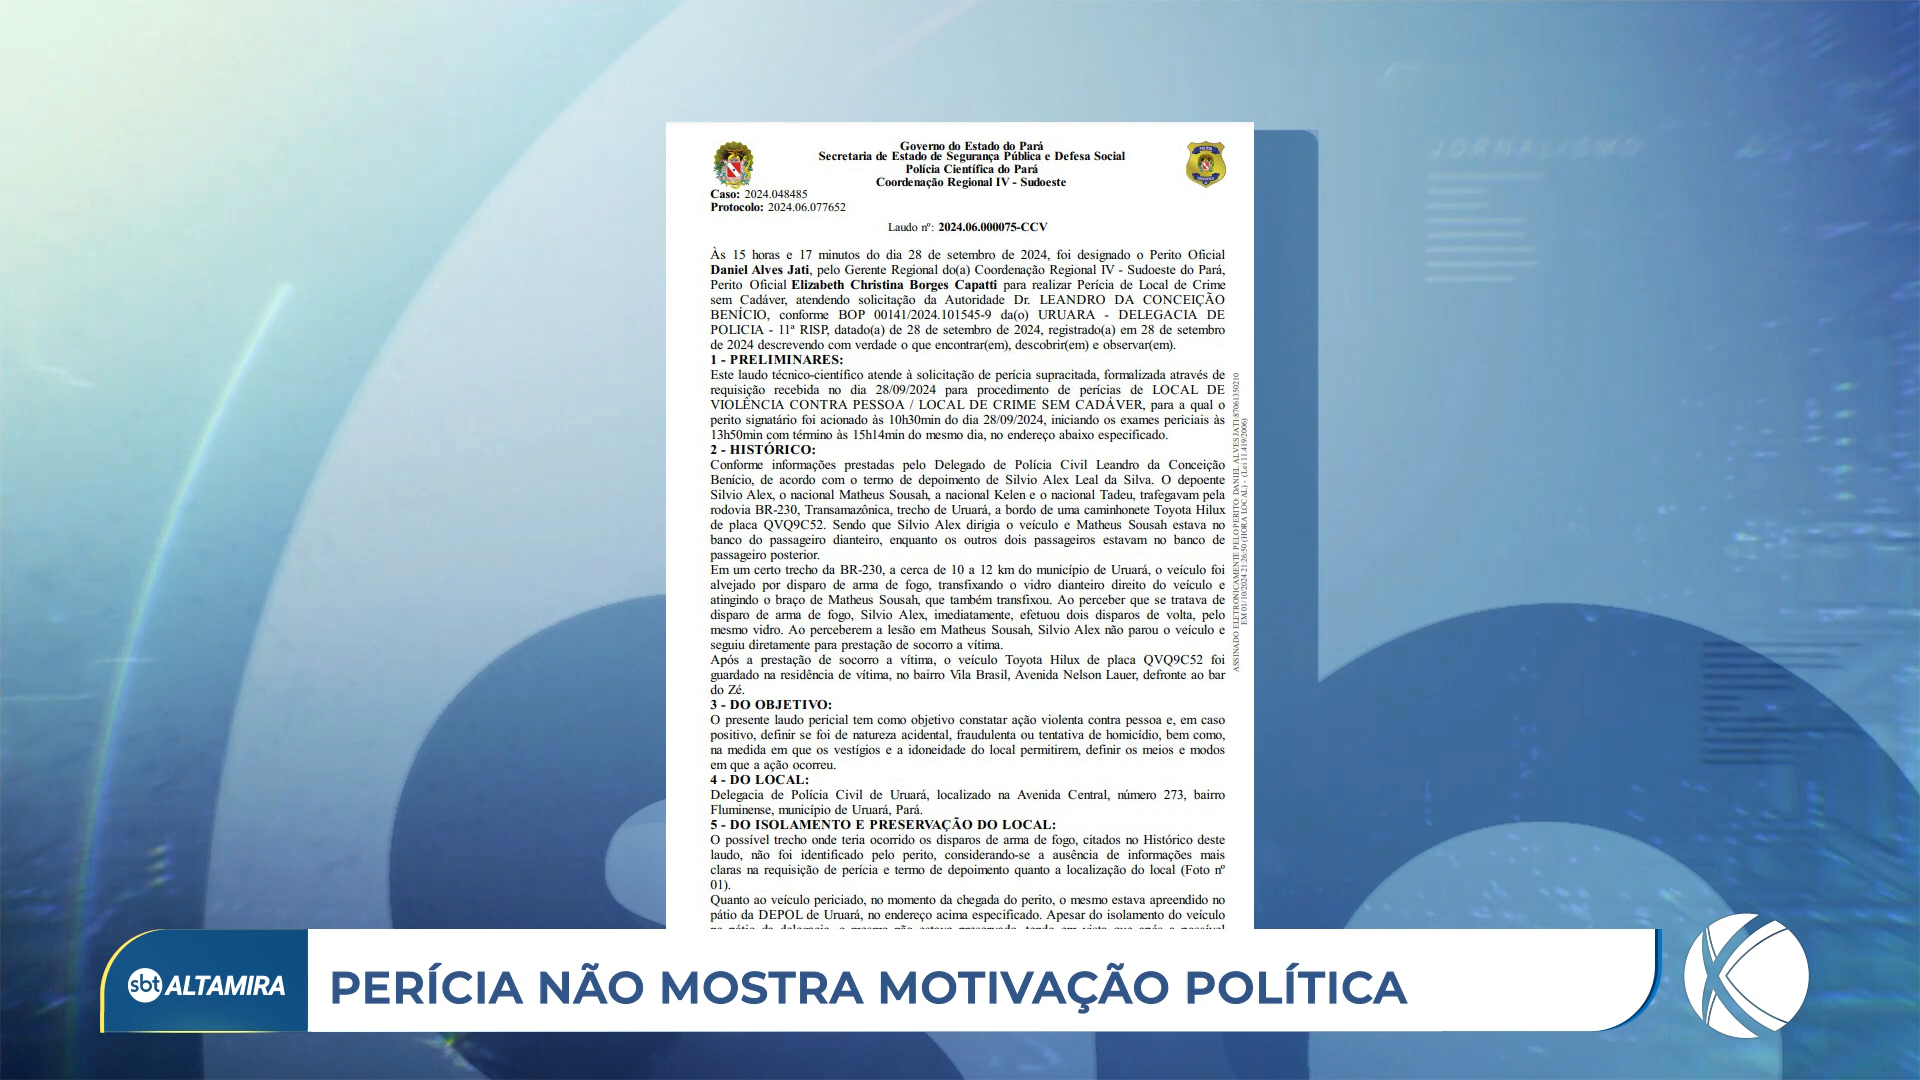 JORNALISMO
Governo do Estado do Pará
Secretaria de Estado de Segurança Pública e Defesa Social
Polícia Científica do Pará
Coordenação Regional IV - Sudoeste
Caso: 2024.048485
Protocolo: 2024.06.077652
Laudo nº: 2024.06.000075-CCV
Às 15 horas e 17 minutos do dia 28 de setembro de 2024, foi designado o Perito Oficial
Daniel Alves Jati, pelo Gerente Regional do(a) Coordenação Regional IV - Sudoeste do Pará,
Perito Oficial Elizabeth Christina Borges Capatti para realizar Perícia de Local de Crime
sem Cadáver, atendendo solicitação da Autoridade Dr. LEANDRO DA CONCEIÇÃO
BENÍCIO, conforme BOP 00141/2024.101545-9 da(o) URUARA - DELEGACIA DE
POLICIA - 11ª RISP, datado(a) de 28 de setembro de 2024, registrado(a) em 28 de setembro
de 2024 descrevendo com verdade o que encontrar(em), descobrir(em) e observar(em).
1 - PRELIMINARES:
Este laudo técnico-científico atende à solicitação de perícia supracitada, formalizada através de
requisição recebida no dia 28/09/2024 para procedimento de perícias de LOCAL DE
VIOLÊNCIA CONTRA PESSOA / LOCAL DE CRIME SEM CADÁVER, para a qual o
perito signatário foi acionado às 10h30min do dia 28/09/2024, iniciando os exames periciais às
13h50min com término às 15h14min do mesmo dia, no endereço abaixo especificado.
2 - HISTÓRICO:
Conforme informações prestadas pelo Delegado de Polícia Civil Leandro da Conceição
Benício, de acordo com o termo de depoimento de Silvio Alex Leal da Silva. O depoente
Silvio Alex, o nacional Matheus Sousah, a nacional Kelen e o nacional Tadeu, trafegavam pela
rodovia BR-230, Transamazônica, trecho de Uruará, a bordo de uma caminhonete Toyota Hilux
de placa QVQ9C52. Sendo que Silvio Alex dirigia o veículo e Matheus Sousah estava no
banco do passageiro dianteiro, enquanto os outros dois passageiros estavam no banco de
passageiro posterior.
Em um certo trecho da BR-230, a cerca de 10 a 12 km do município de Uruará, o veículo foi
alvejado por disparo de arma de fogo, transfixando o vidro dianteiro direito do veículo e
atingindo o braço de Matheus Sousah, que também transfixou. Ao perceber que se tratava de
disparo de arma de fogo, Silvio Alex, imediatamente, efetuou dois disparos de volta, pelo
mesmo vidro. Ao perceberem a lesão em Matheus Sousah, Silvio Alex não parou o veículo e
seguiu diretamente para prestação de socorro a vítima.
Após a prestação de socorro a vítima, o veículo Toyota Hilux de placa QVQ9C52 foi
guardado na residência de vítima, no bairro Vila Brasil, Avenida Nelson Lauer, defronte ao bar
do Zé.
3 - DO OBJETIVO:
O presente laudo pericial tem como objetivo constatar ação violenta contra pessoa e, em caso
positivo, definir se foi de natureza acidental, fraudulenta ou tentativa de homicídio, bem como,
na medida em que os vestígios e a idoneidade do local permitirem, definir os meios e modos
em que a ação ocorreu.
4 - DO LOCAL:
Delegacia de Polícia Civil de Uruará, localizado na Avenida Central, número 273, bairro
Fluminense, município de Uruará, Pará.
5 - DO ISOLAMENTO E PRESERVAÇÃO DO LOCAL:
O possível trecho onde teria ocorrido os disparos de arma de fogo, citados no Histórico deste
laudo, não foi identificado pelo perito, considerando-se a ausência de informações mais
claras na requisição de perícia e termo de depoimento quanto a localização do local (Foto nº
01).
Quanto ao veículo periciado, no momento da chegada do perito, o mesmo estava apreendido no
pátio da DEPOL de Uruará, no endereço acima especificado. Apesar do isolamento do veículo
ASSINADO ELETRONICAMENTE PELO PERITO: DANIEL ALVES JATI:87061350210
EM 01/10/2024 21:26:50 (HORA LOCAL) - (Lei 11.419/2006)
sbt ALTAMIRA
PERÍCIA NÃO MOSTRA MOTIVAÇÃO POLÍTICA